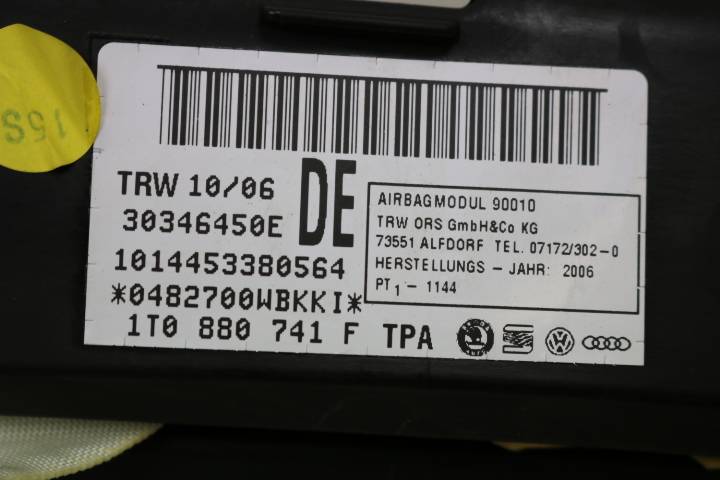 15S
TRW 10/06
30346450E
DE
1014453380564
*0482700WBKKI*
1T0 880 741 F TPA
AIRBAGMODUL 90010
TRW ORS GmbH&Co KG
73551 ALFDORF TEL. 07172/302-0
HERSTELLUNGS - JAHR: 2006
PT1 - 1144